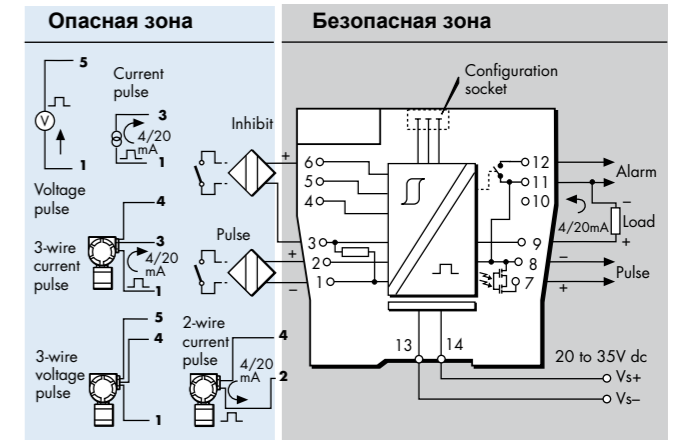 Опасная зона
Безопасная зона
5
V
1
Voltage
pulse
Current
pulse
3
4/20
mA
1
Inhibit
+
Configuration
socket
6
5
4
3
2
1
12
11
10
9
8
7
Alarm
–
4/20mA
Load
+
–
Pulse
+
Pulse
+
–
3-wire
current
pulse
4
3
4/20
mA
1
3-wire
voltage
pulse
5
4
1
2-wire
current
pulse
4
4/20
mA
2
13
14
20 to 35V dc
Vs+
Vs–